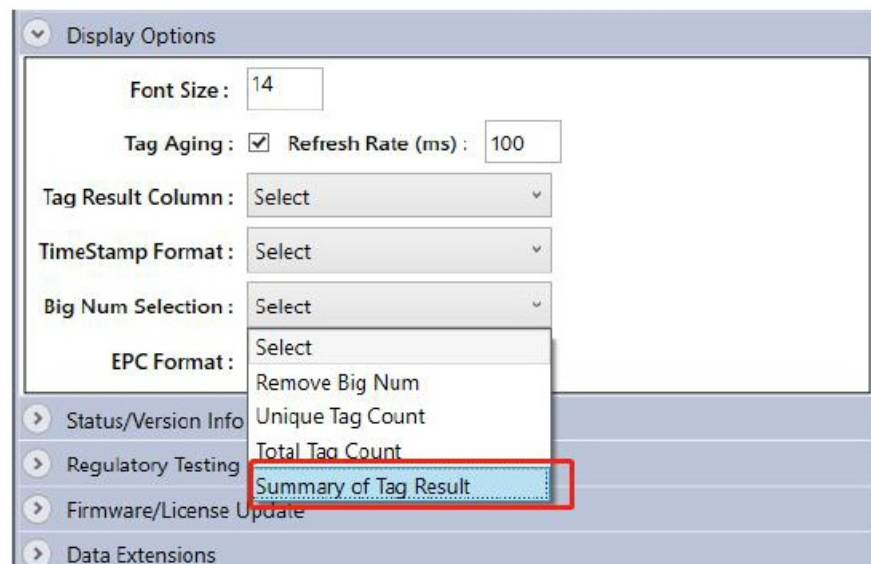 Display Options
Font Size : 14
Tag Aging : Refresh Rate (ms) : 100
Tag Result Column : Select
TimeStamp Format : Select
Big Num Selection : Select
Select
EPC Format :
Remove Big Num
Status/Version Info
Unique Tag Count
Total Tag Count
Regulatory Testing
Summary of Tag Result
Firmware/License Update
Data Extensions